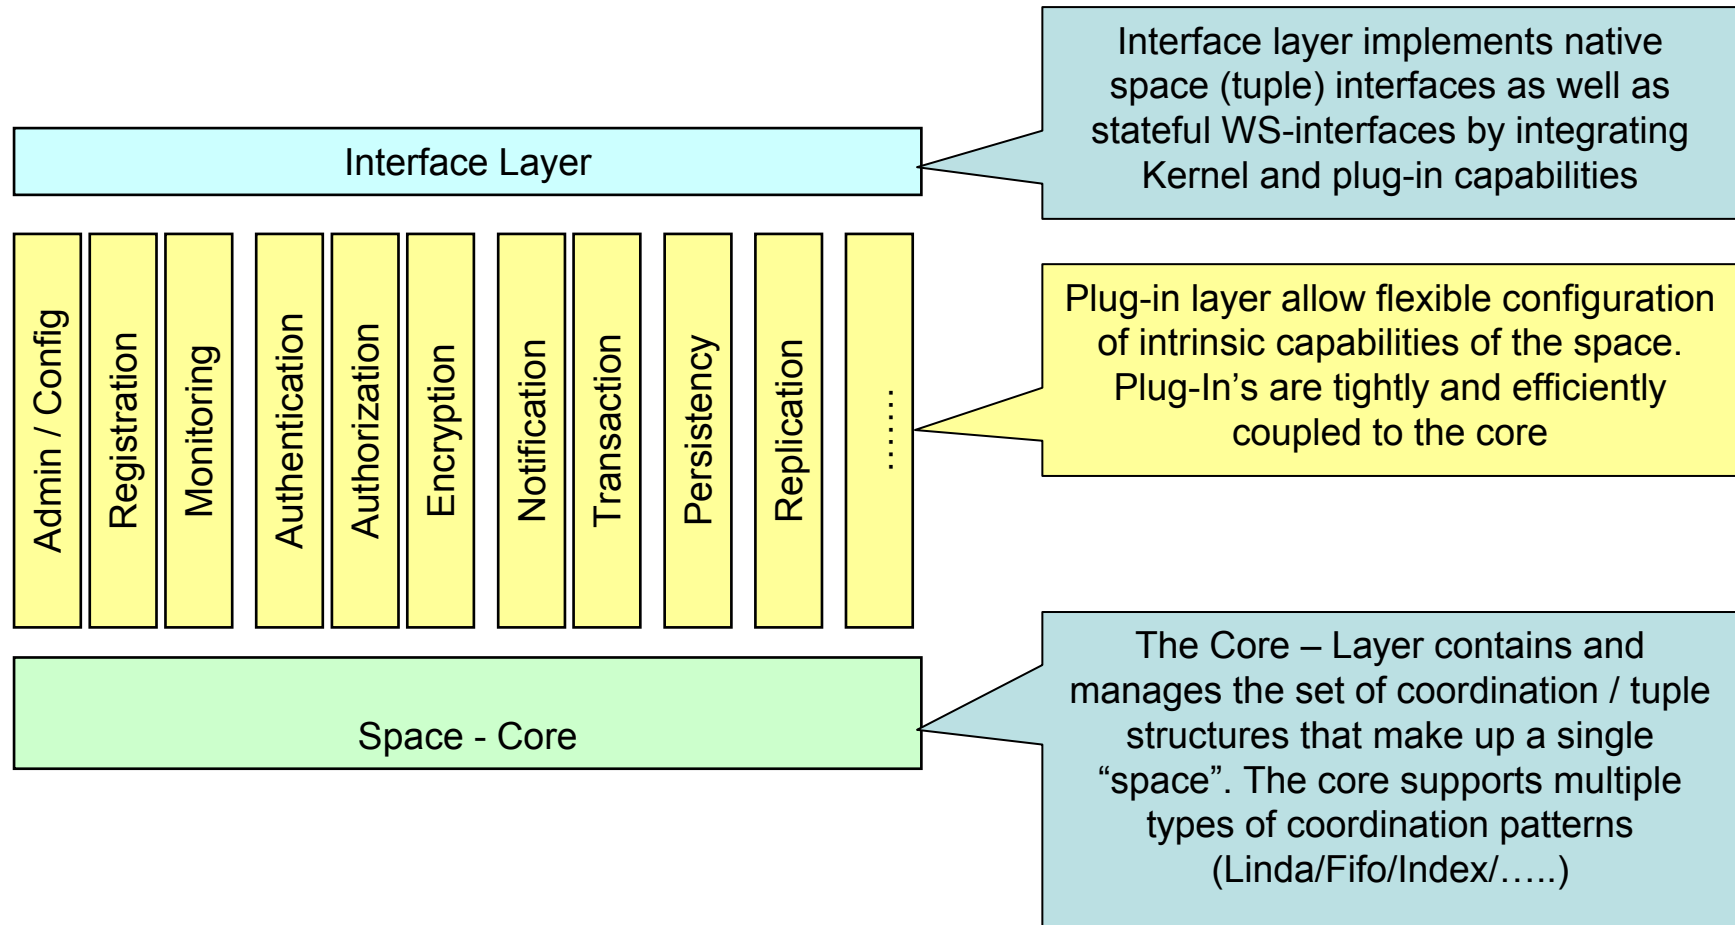 Interface layer implements native
space (tuple) interfaces as well as
stateful WS-interfaces by integrating
Kernel and plug-in capabilities
Interface Layer
Admin / Config
Registration
Monitoring
Authentication
Authorization
Encryption
Notification
Transaction
Persistency
Replication
.......
Plug-in layer allow flexible configuration
of intrinsic capabilities of the space.
Plug-In’s are tightly and efficiently
coupled to the core
Space - Core
The Core – Layer contains and
manages the set of coordination / tuple
structures that make up a single
“space”. The core supports multiple
types of coordination patterns
(Linda/Fifo/Index/…..)